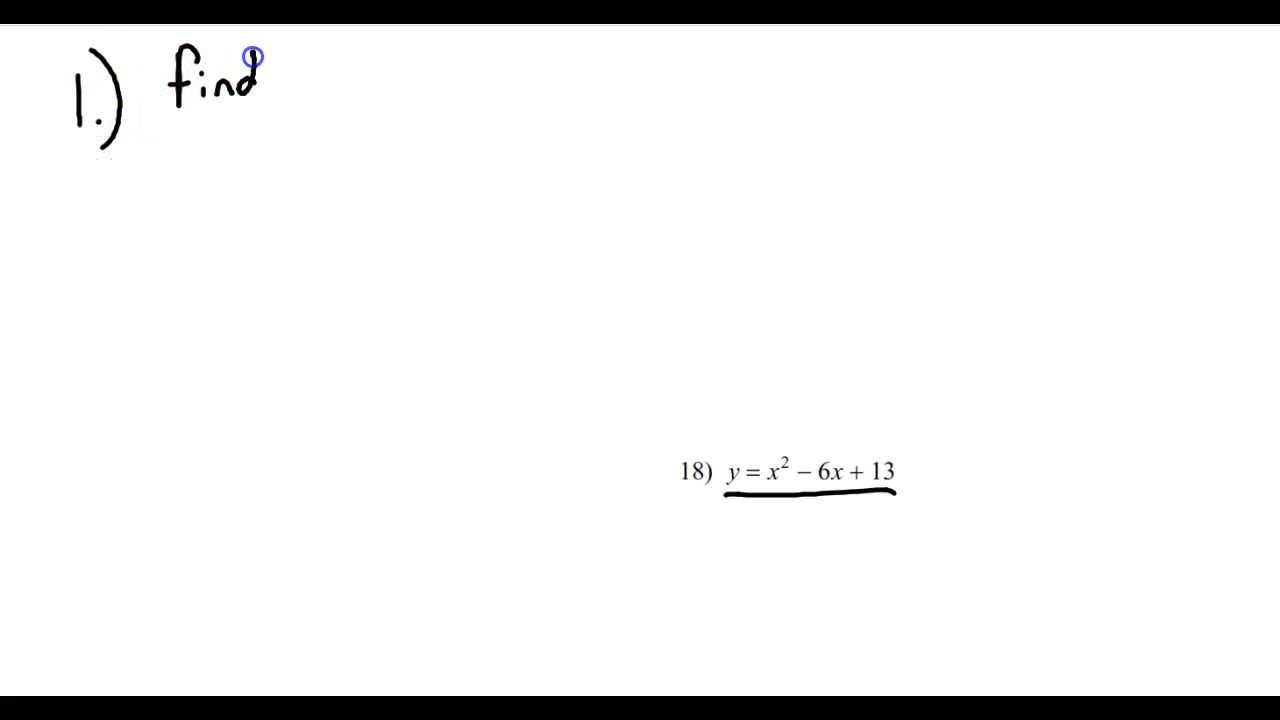 1.) find
18) y = x² − 6x + 13